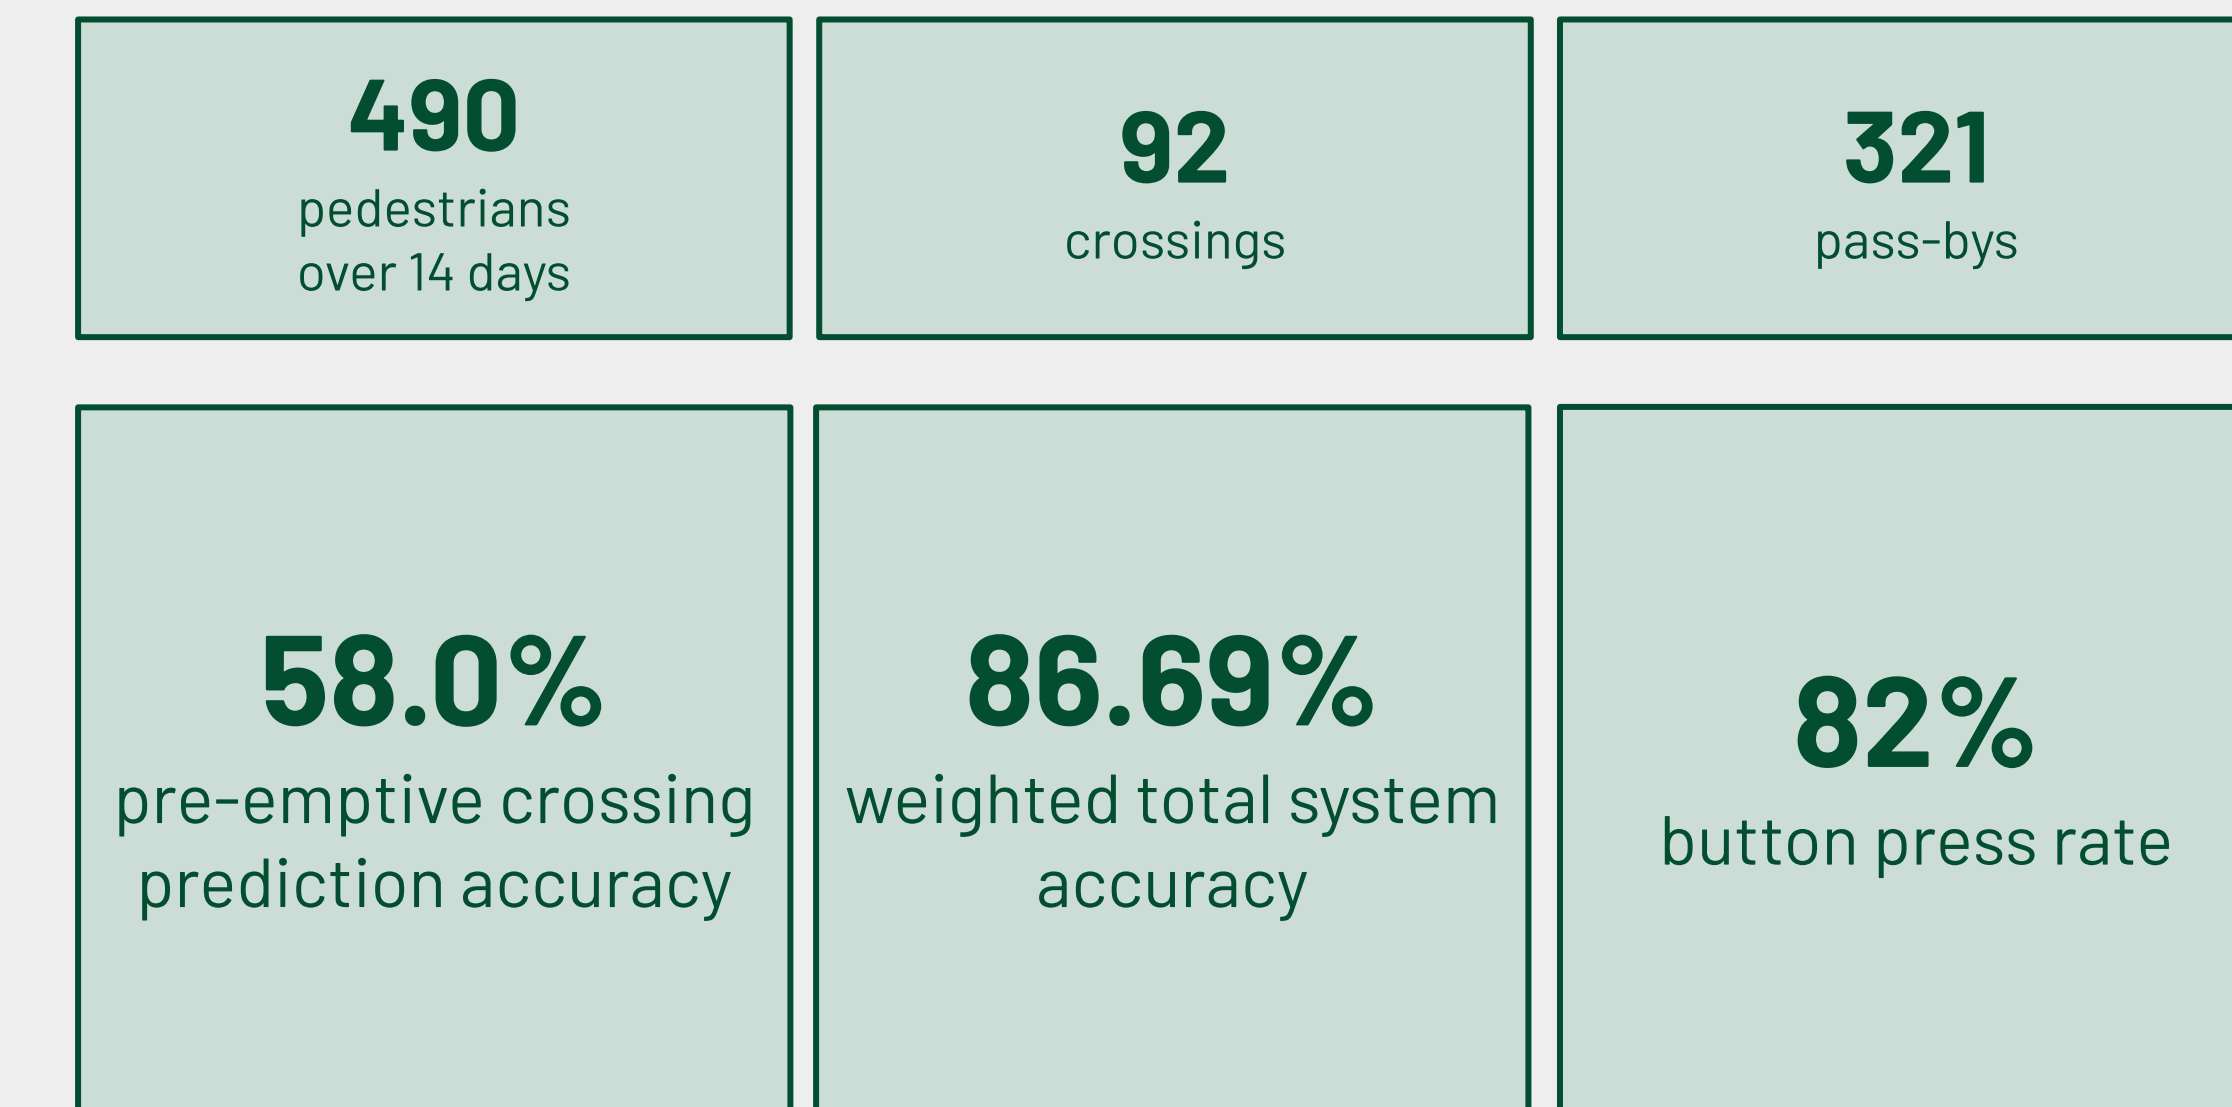 490
pedestrians
over 14 days
92
crossings
321
pass-bys
58.0%
pre-emptive crossing
prediction accuracy
86.69%
weighted total system
accuracy
82%
button press rate